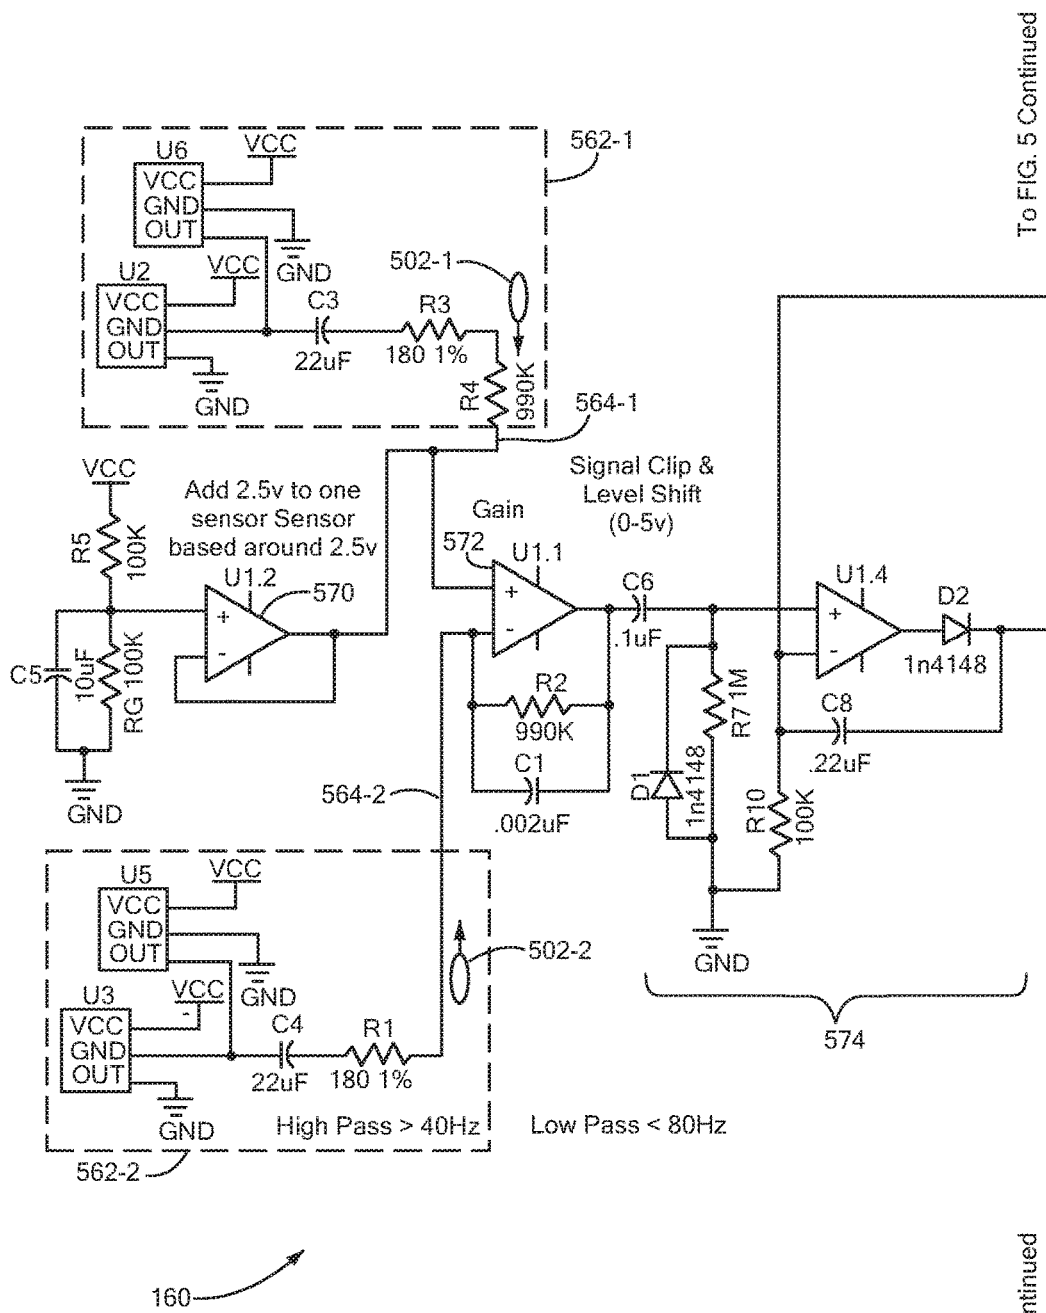 To FIG. 5 Continued
562-1
U6
VCC
VCC
GND
OUT
GND
502-1
U2
VCC
VCC
GND
OUT
GND
C3
22uF
R3
180 1%
R4
990K
564-1
VCC
R5
100K
Add 2.5v to one
sensor Sensor
based around 2.5v
Gain
Signal Clip &
Level Shift
(0-5v)
572
U1.1
+
-
U1.2
570
+
-
C5
10uF
RG 100K
GND
C6
.1uF
U1.4
+
-
D2
1n4148
R2
990K
C1
.002uF
R7 1M
D1
1n4148
C8
.22uF
R10
100K
GND
564-2
574
U5
VCC
VCC
GND
OUT
GND
502-2
U3
VCC
-
VCC
GND
OUT
GND
C4
22uF
R1
180 1%
High Pass > 40Hz
Low Pass < 80Hz
562-2
160
ntinued